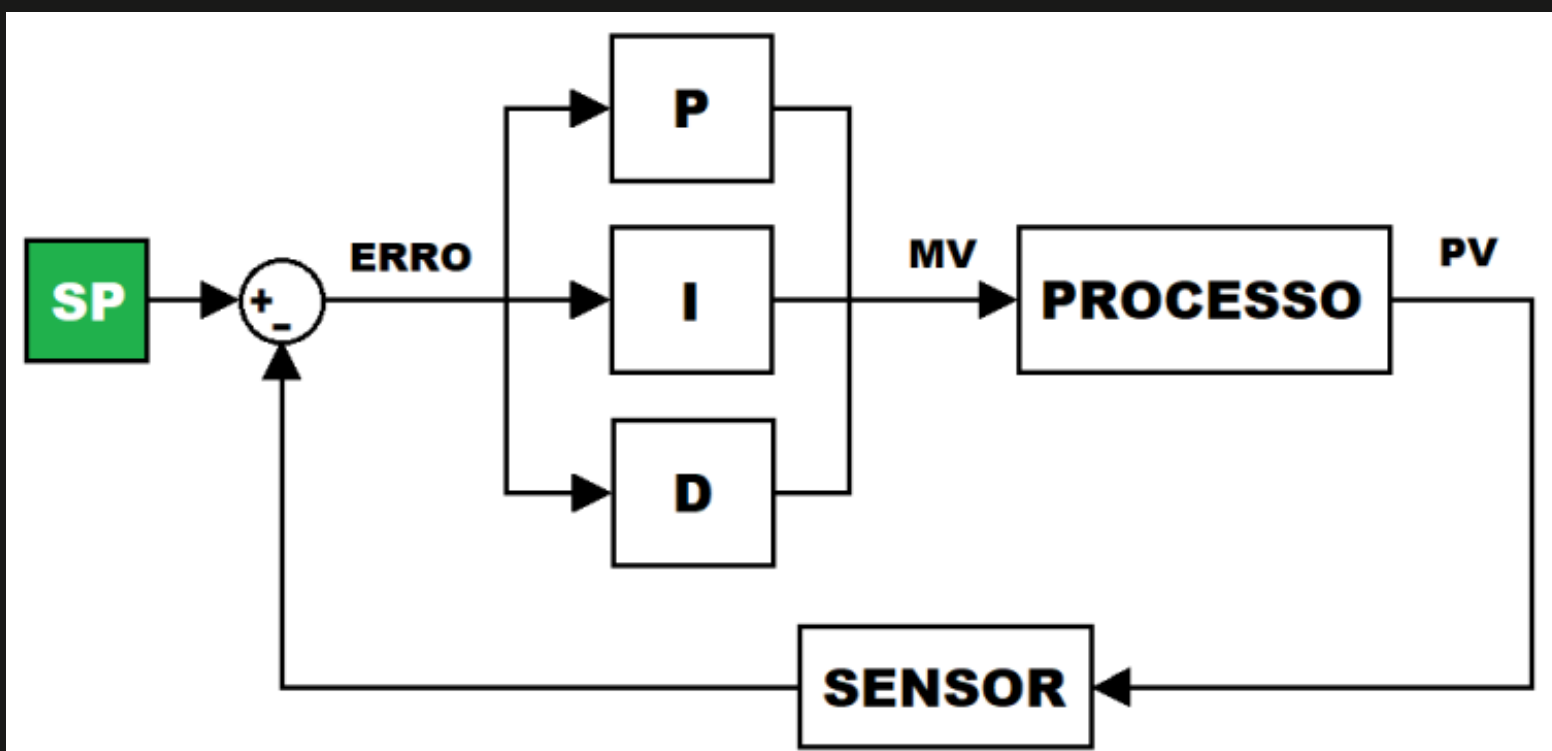 P
SP
+
-
ERRO
I
MV
PROCESSO
PV
D
SENSOR